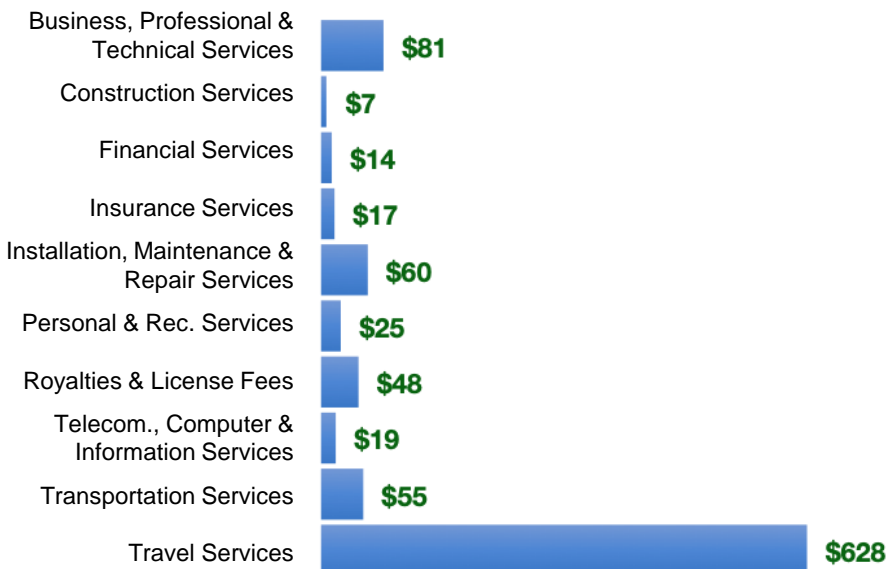 Business, Professional &
Technical Services
$81
Construction Services
$7
Financial Services
$14
Insurance Services
$17
Installation, Maintenance &
Repair Services
$60
Personal & Rec. Services
$25
Royalties & License Fees
$48
Telecom., Computer &
Information Services
$19
Transportation Services
$55
Travel Services
$628